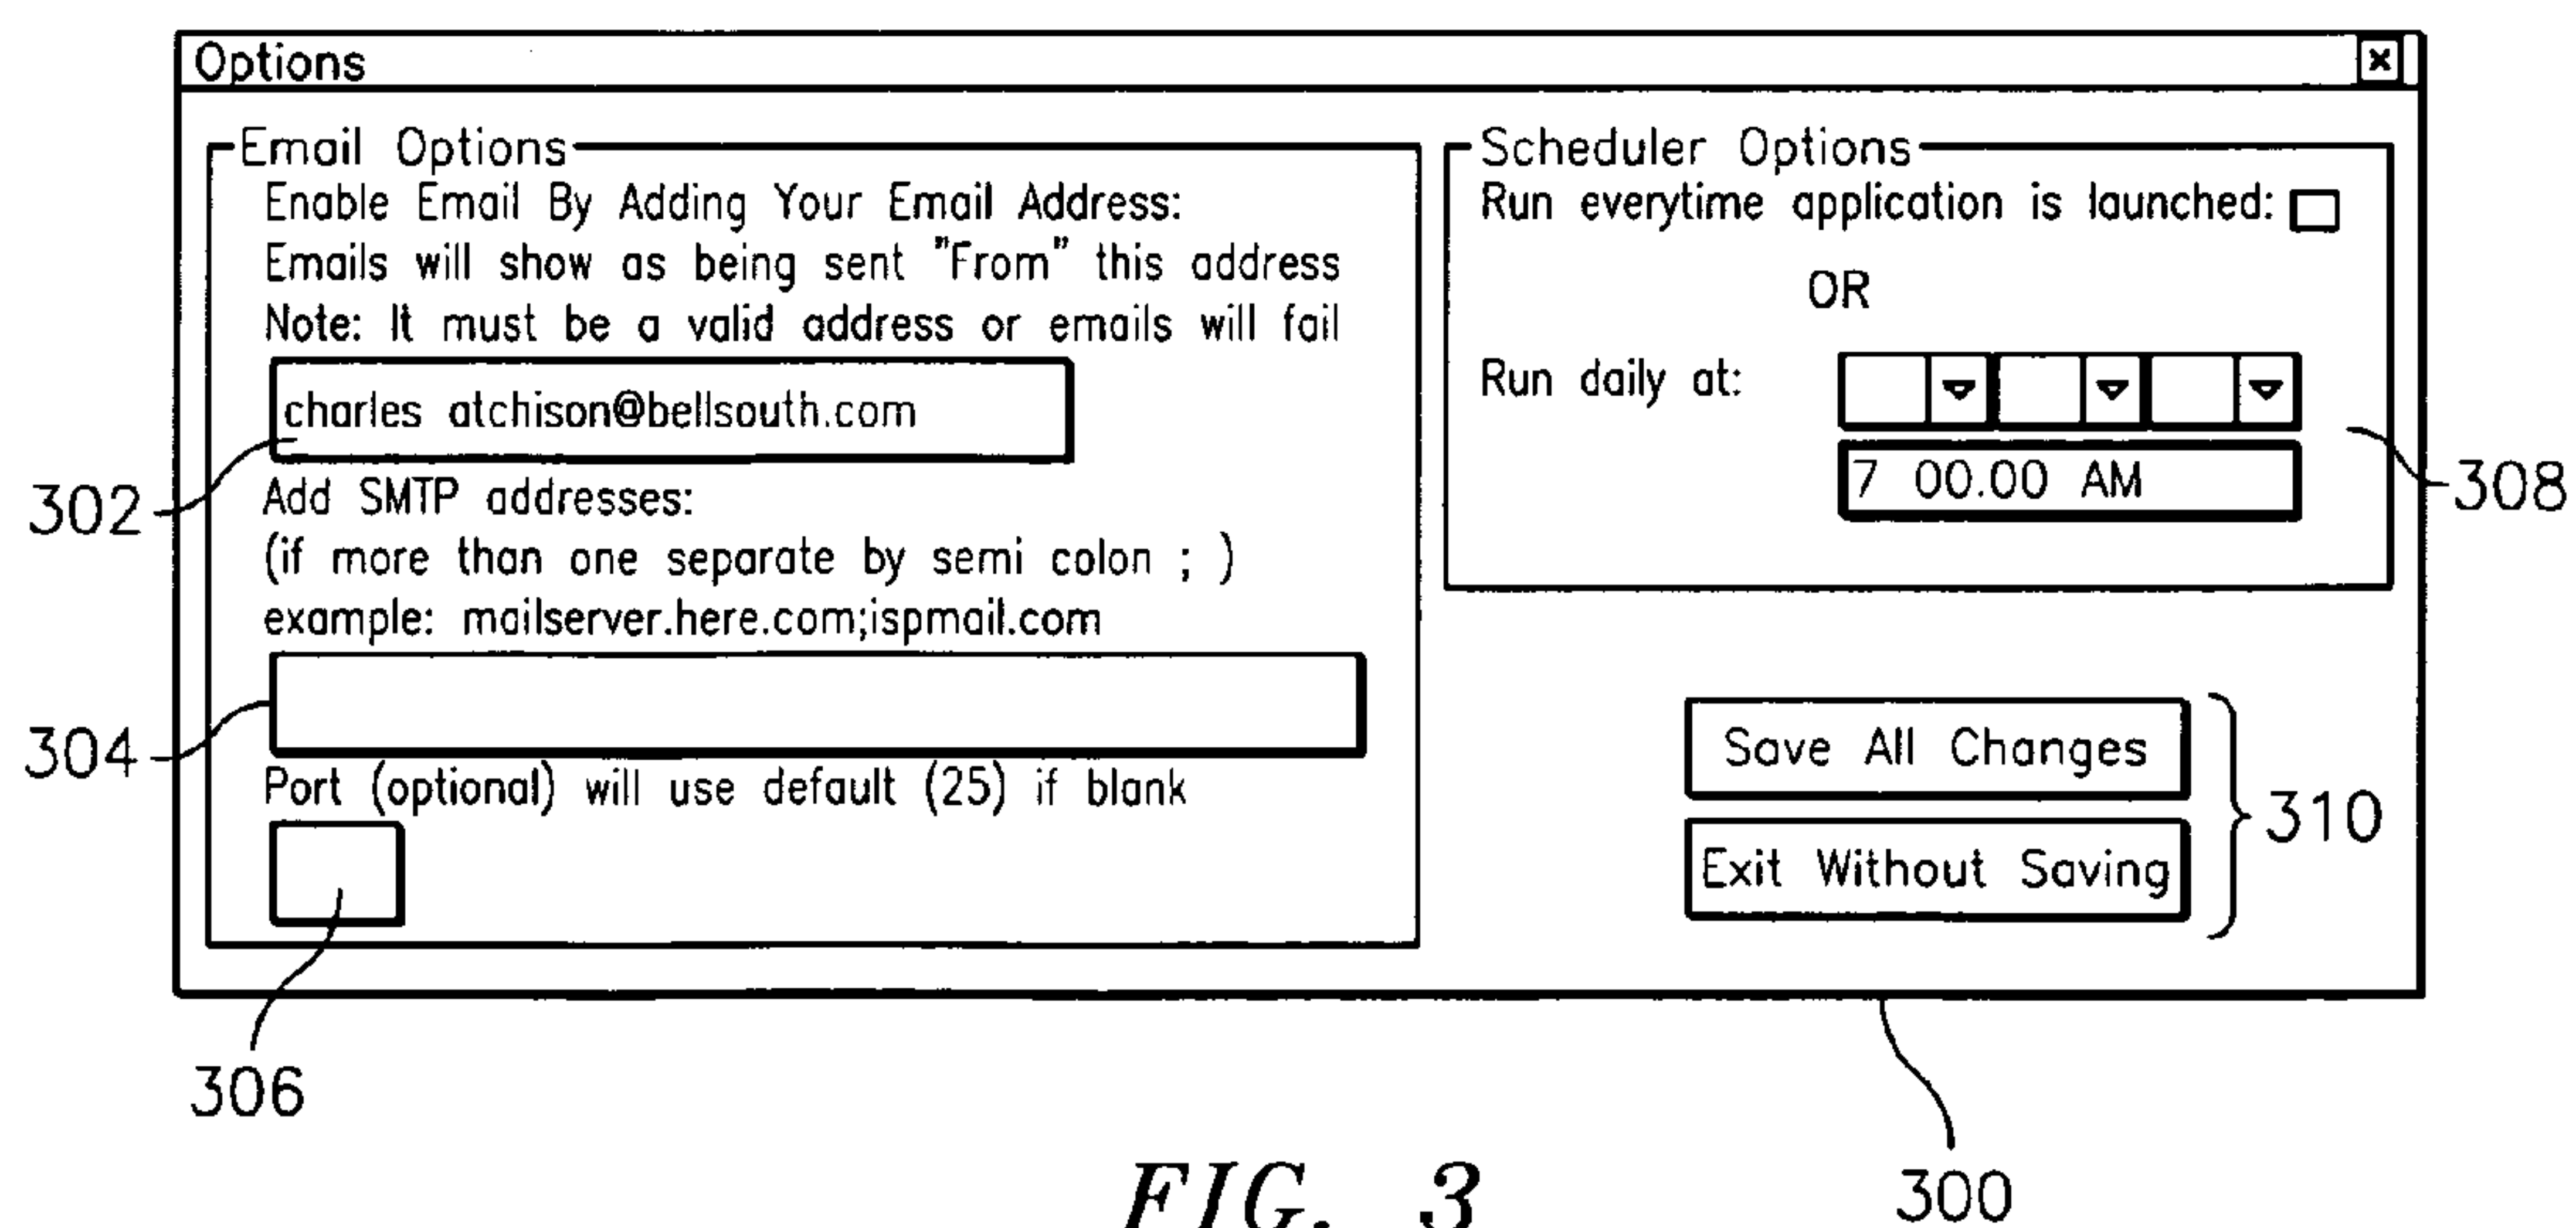 Options
x
Email Options
Enable Email By Adding Your Email Address:
Emails will show as being sent "From" this address
Note: It must be a valid address or emails will fail
charles atchison@bellsouth.com
302
Add SMTP addresses:
(if more than one separate by semi colon ; )
example: mailserver.here.com;ispmail.com
304
Port (optional) will use default (25) if blank
306
Scheduler Options
Run everytime application is launched:
OR
Run daily at:
7 00.00 AM
308
Save All Changes
Exit Without Saving
310
300
FIG. 3